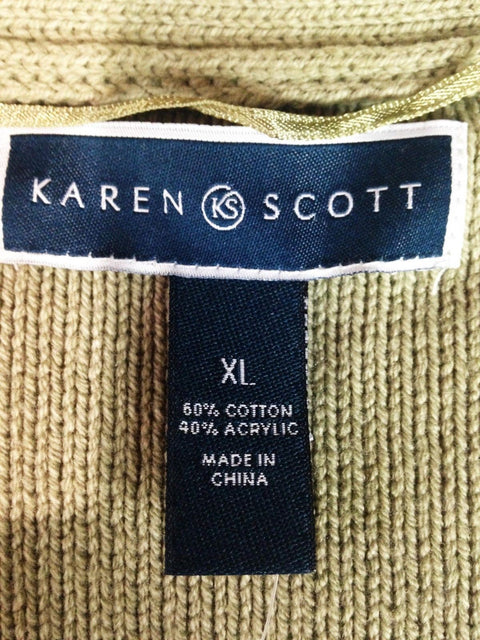 KAREN KS SCOTT
XL
60% COTTON
40% ACRYLIC
MADE IN
CHINA